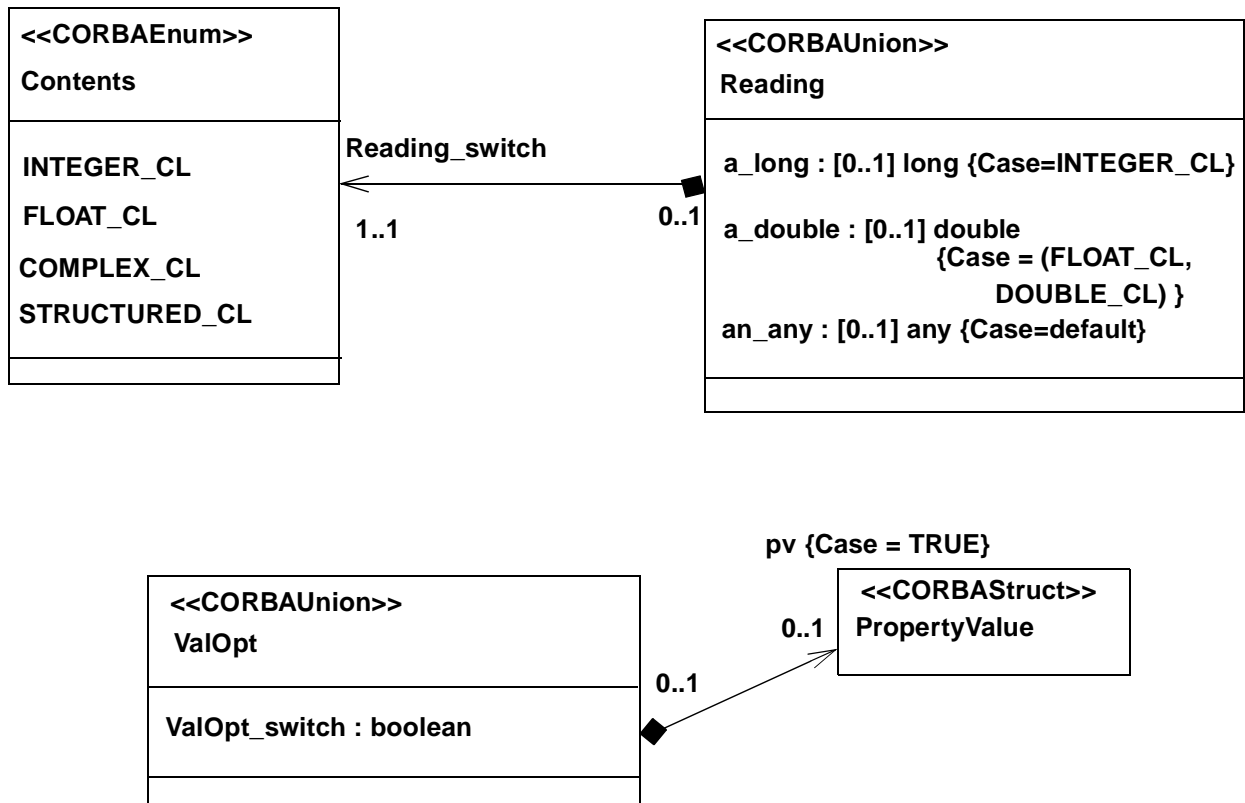 <<CORBAEnum>>
Contents
INTEGER_CL
FLOAT_CL
COMPLEX_CL
STRUCTURED_CL
Reading_switch
1..1
0..1
<<CORBAUnion>>
Reading
a_long : [0..1] long {Case=INTEGER_CL}
a_double : [0..1] double
{Case = (FLOAT_CL,
DOUBLE_CL) }
an_any : [0..1] any {Case=default}
<<CORBAUnion>>
ValOpt
ValOpt_switch : boolean
0..1
0..1
pv {Case = TRUE}
<<CORBAStruct>>
PropertyValue